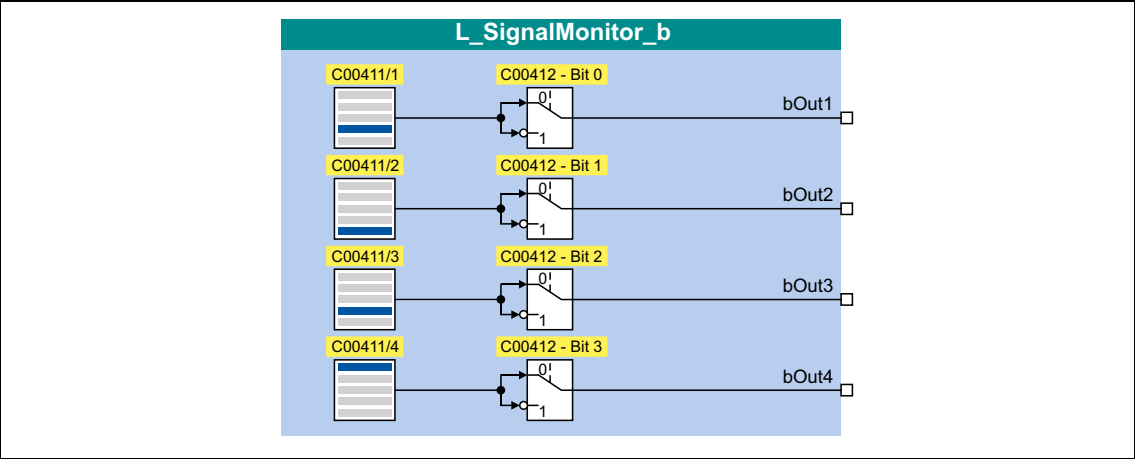 L_SignalMonitor_b
C00411/1 C00412 - Bit 0
0
bOut1
1
C00411/2 C00412 - Bit 1
0
bOut2
1
C00411/3 C00412 - Bit 2
0
bOut3
1
C00411/4 C00412 - Bit 3
0
bOut4
1